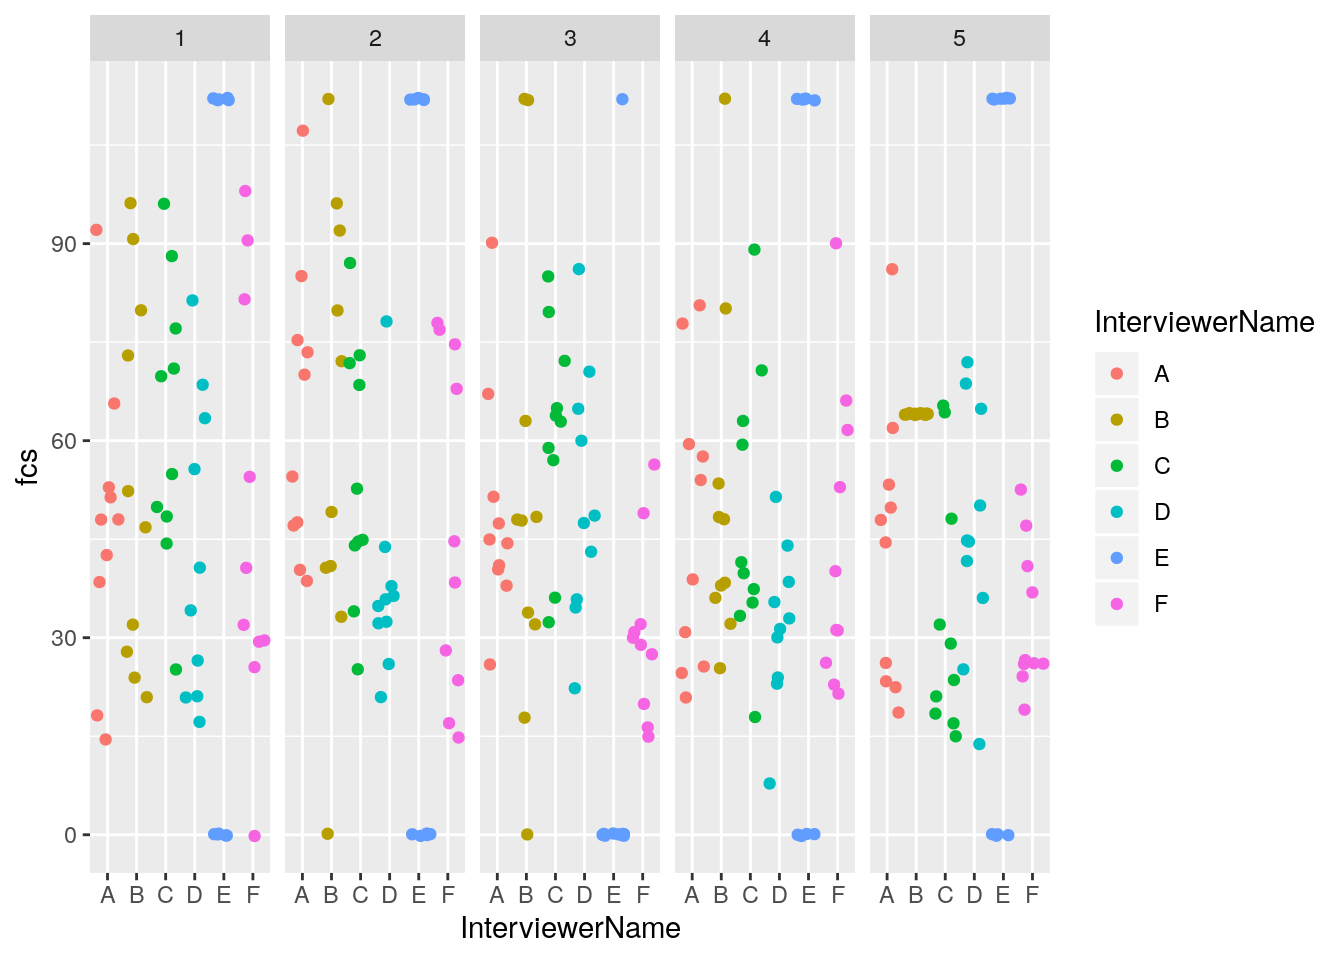 1 2 3 4 5
fcs
90
60
30
0
A B C D E F A B C D E F A B C D E F A B C D E F A B C D E F
InterviewerName
InterviewerName
A
B
C
D
E
F